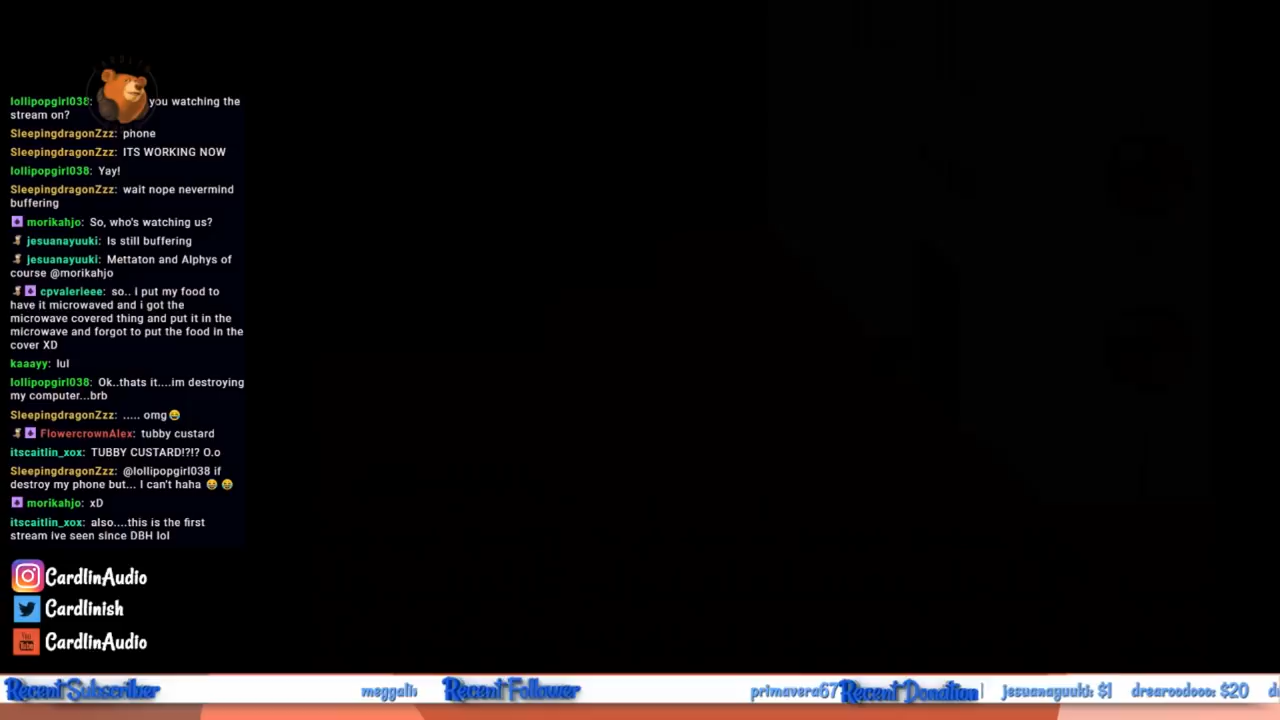 CARDLIN
lollipopgirl038: you watching the
stream on?
SleepingdragonZzz: phone
SleepingdragonZzz: ITS WORKING NOW
lollipopgirl038: Yay!
SleepingdragonZzz: wait nope nevermind
buffering
morikahjo: So, who's watching us?
jesuanayuuki: Is still buffering
jesuanayuuki: Mettaton and Alphys of
course @morikahjo
cpvalerieee: so.. i put my food to
have it microwaved and i got the
microwave covered thing and put it in the
microwave and forgot to put the food in the
cover XD
kaaayy: lul
lollipopgirl038: Ok..thats it....im destroying
my computer...brb
SleepingdragonZzz: ..... omg😄
FlowercrownAlex: tubby custard
itscaitlin_xox: TUBBY CUSTARD!?!? O.o
SleepingdragonZzz: @lollipopgirl038 if
destroy my phone but... I can't haha 😄 😄
morikahjo: xD
itscaitlin_xox: also....this is the first
stream ive seen since DBH lol
CardlinAudio
Cardlinish
You Tube CardlinAudio
Recent Subscriber meggali Recent Follower primavera67 Recent Donation jesuanayuuki: $1 drearoodooo: $20 d